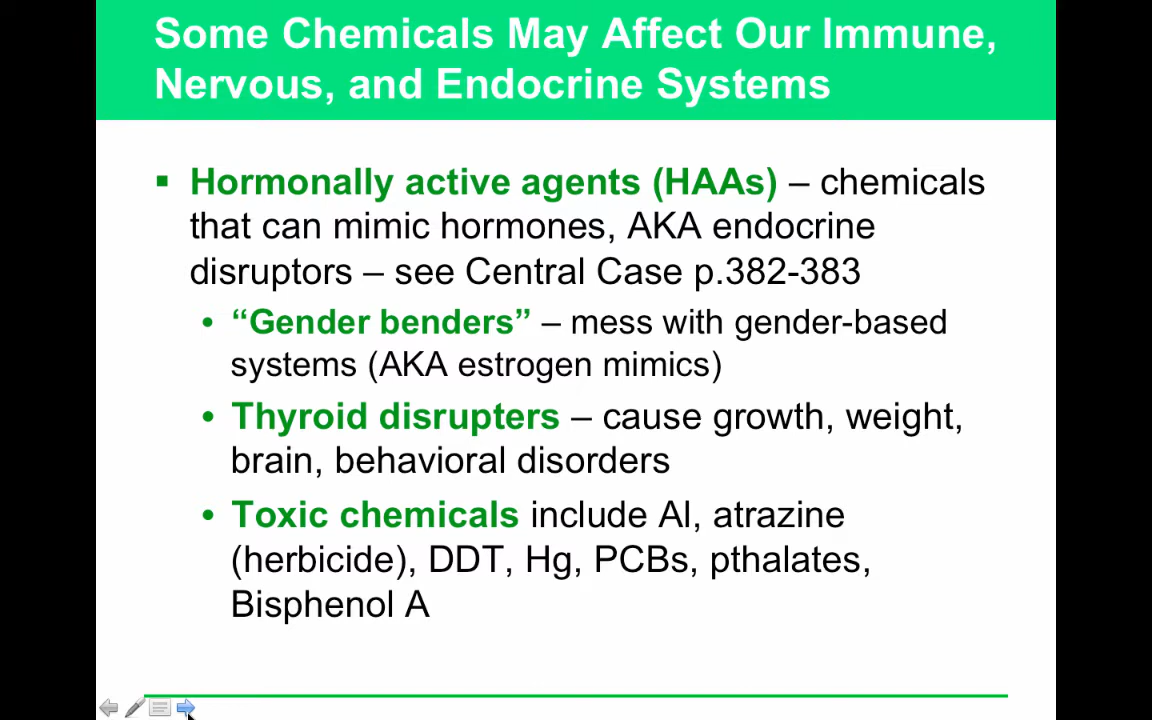 Some Chemicals May Affect Our Immune,
Nervous, and Endocrine Systems
▪ Hormonally active agents (HAAs) – chemicals
that can mimic hormones, AKA endocrine
disruptors – see Central Case p.382-383
• “Gender benders” – mess with gender-based
systems (AKA estrogen mimics)
• Thyroid disrupters – cause growth, weight,
brain, behavioral disorders
• Toxic chemicals include Al, atrazine
(herbicide), DDT, Hg, PCBs, pthalates,
Bisphenol A